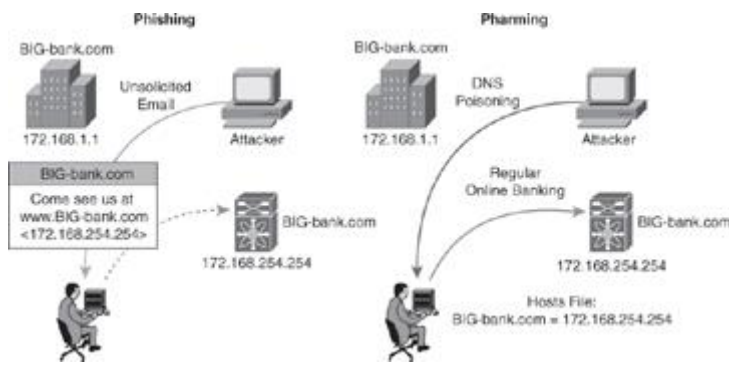 Phishing
BIG-bank.com
172.168.1.1
Unsolicited
Email
Attacker
BIG-bank.com
Come see us at
www.BIG-bank.com
<172.168.254.254>
BIG-bank.com
172.168.254.254
Pharming
BIG-bank.com
172.168.1.1
DNS
Poisoning
Attacker
Regular
Online Banking
BIG-bank.com
172.168.254.254
Hosts File:
BIG-bank.com = 172.168.254.254